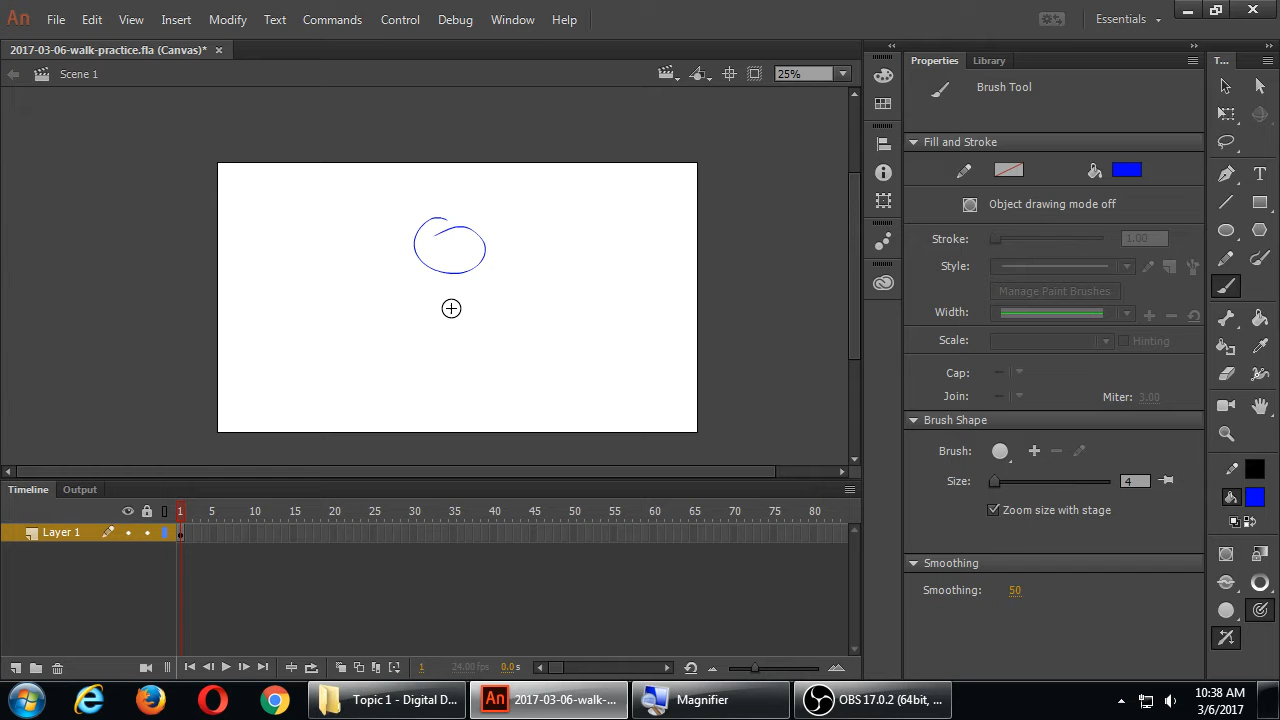 An File Edit View Insert Modify Text Commands Control Debug Window Help Essentials
2017-03-06-walk-practice.fla (Canvas)* ×
Scene 1 25%
Properties Library T...
Brush Tool
Fill and Stroke
Object drawing mode off
Stroke: 1.00
Style:
Manage Paint Brushes
Width:
Scale: Hinting
Cap:
Join: Miter: 3.00
Brush Shape
Brush:
Size: 4
Zoom size with stage
Smoothing
Smoothing: 50
Timeline Output
1 5 10 15 20 25 30 35 40 45 50 55 60 65 70 75 80
Layer 1
1 24.00 fps 0.0 s
Topic 1 - Digital D...
An 2017-03-06-walk-...
Magnifier
OBS 17.0.2 (64bit, ...
10:38 AM
3/6/2017